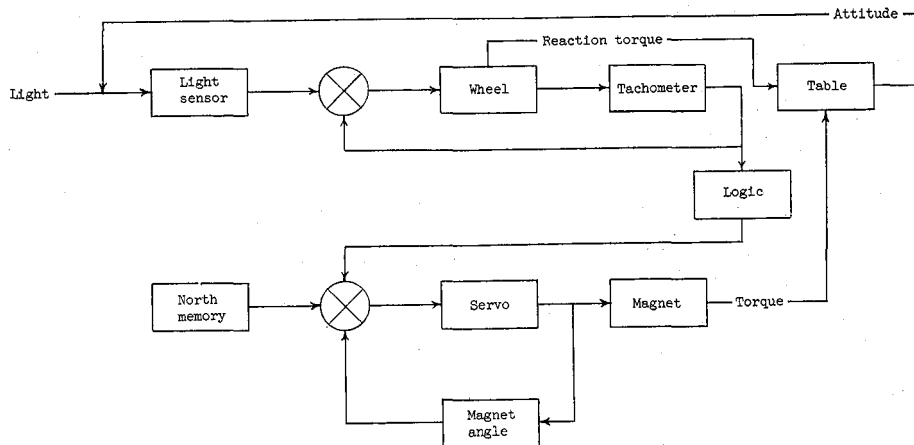 Attitude
Reaction torque
Light
Light
sensor
Wheel
Tachometer
Table
Logic
North
memory
Servo
Magnet
Torque
Magnet
angle